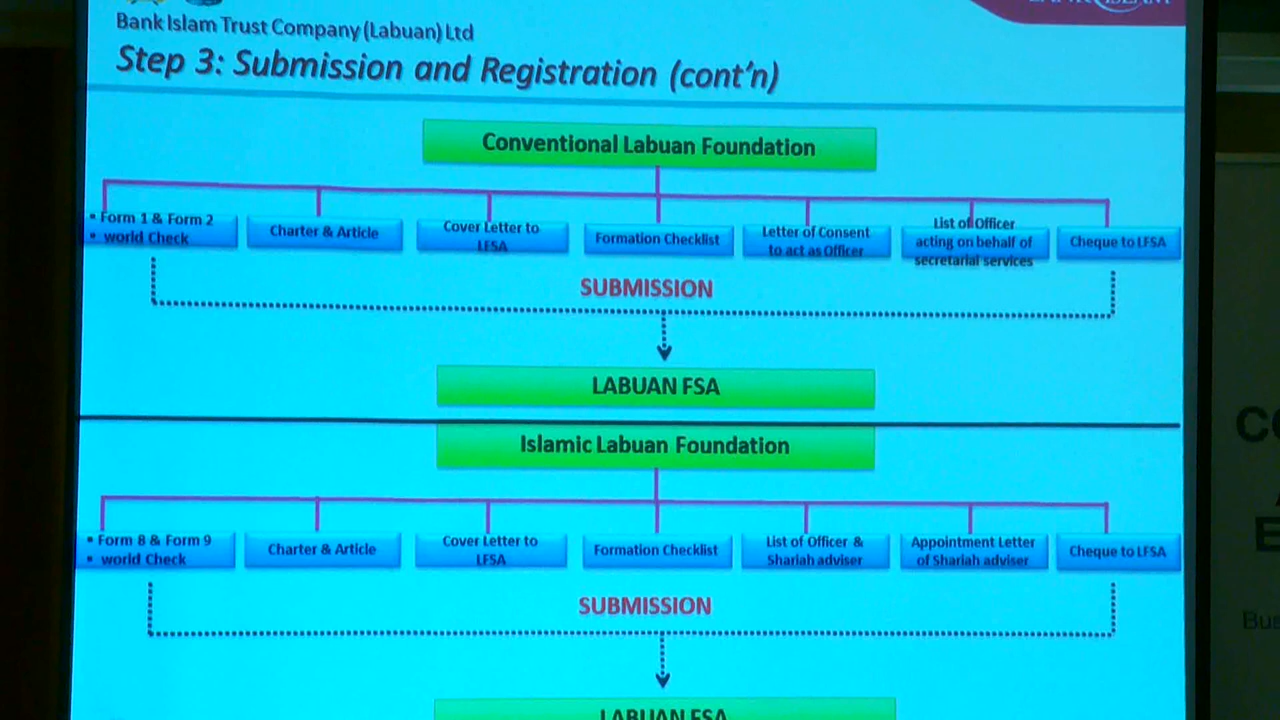 BANK ISLAM
Bank Islam Trust Company (Labuan) Ltd
Step 3: Submission and Registration (cont'n)
Conventional Labuan Foundation
▪ Form 1 & Form 2
▪ world Check
Charter & Article
Cover Letter to
LFSA
Formation Checklist
Letter of Consent
to act as Officer
List of Officer
acting on behalf of
secretarial services
Cheque to LFSA
SUBMISSION
LABUAN FSA
Islamic Labuan Foundation
▪ Form 8 & Form 9
▪ world Check
Charter & Article
Cover Letter to
LFSA
Formation Checklist
List of Officer &
Shariah adviser
Appointment Letter
of Shariah adviser
Cheque to LFSA
SUBMISSION
LABUAN FSA